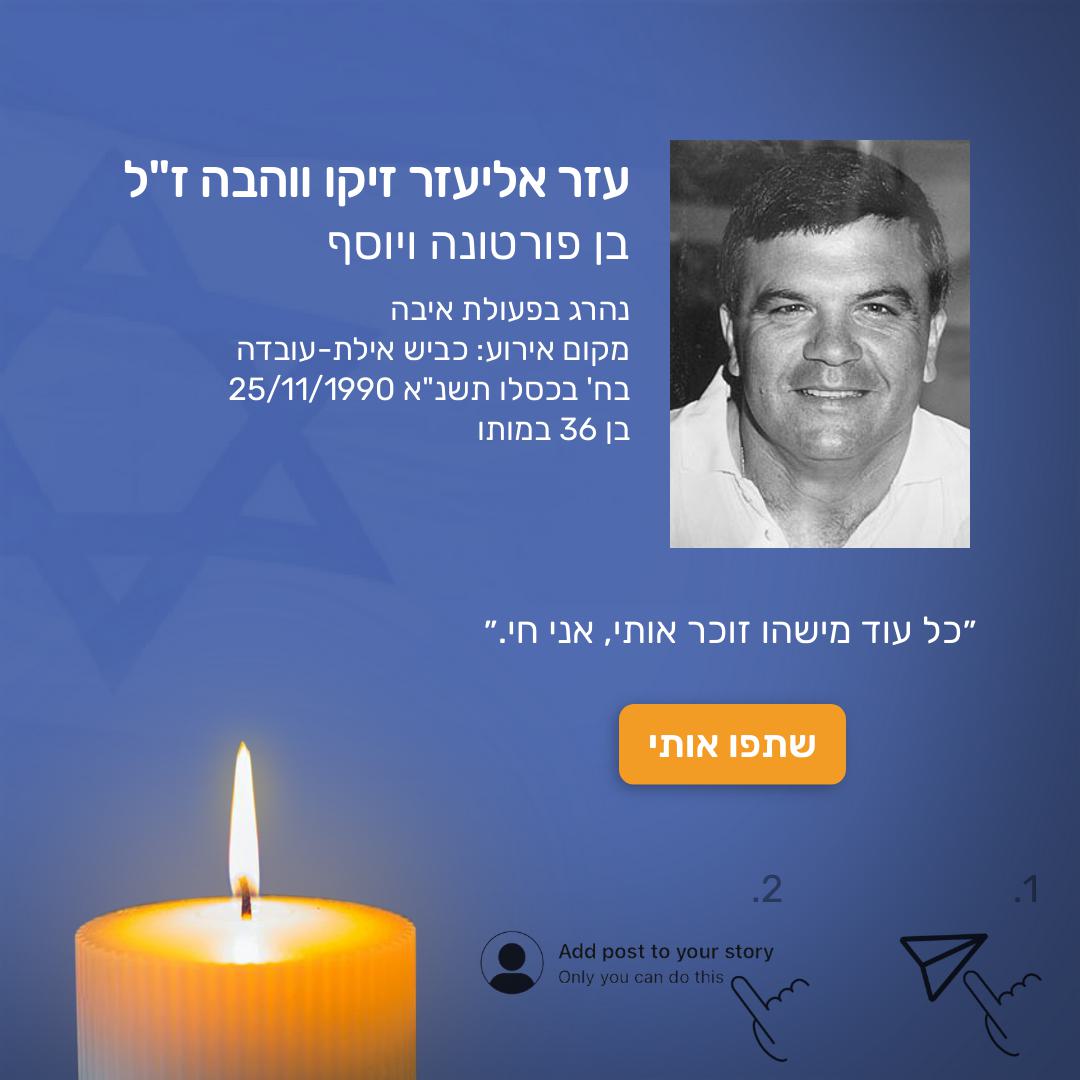 עזר אליעזר זיקו ווהבה ז"ל
בן פורטונה ויוסף
נהרג בפעולת איבה
מקום אירוע: כביש אילת-עובדה
בח' בכסלו תשנ"א 25/11/1990
בן 36 במותו
״כל עוד מישהו זוכר אותי, אני חי.״
שתפו אותי
.1
.2
Add post to your story
Only you can do this